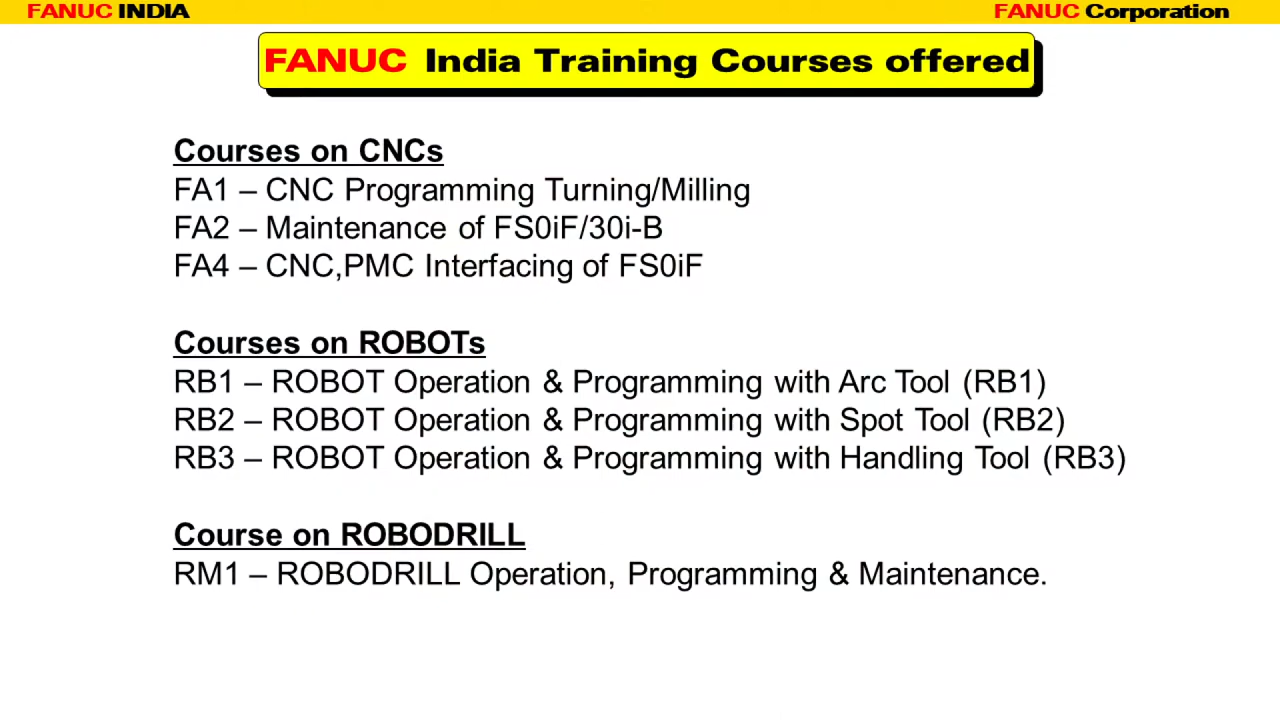 FANUC INDIA
FANUC Corporation
FANUC India Training Courses offered
Courses on CNCs
FA1 – CNC Programming Turning/Milling
FA2 – Maintenance of FS0iF/30i-B
FA4 – CNC,PMC Interfacing of FS0iF
Courses on ROBOTs
RB1 – ROBOT Operation & Programming with Arc Tool (RB1)
RB2 – ROBOT Operation & Programming with Spot Tool (RB2)
RB3 – ROBOT Operation & Programming with Handling Tool (RB3)
Course on ROBODRILL
RM1 – ROBODRILL Operation, Programming & Maintenance.